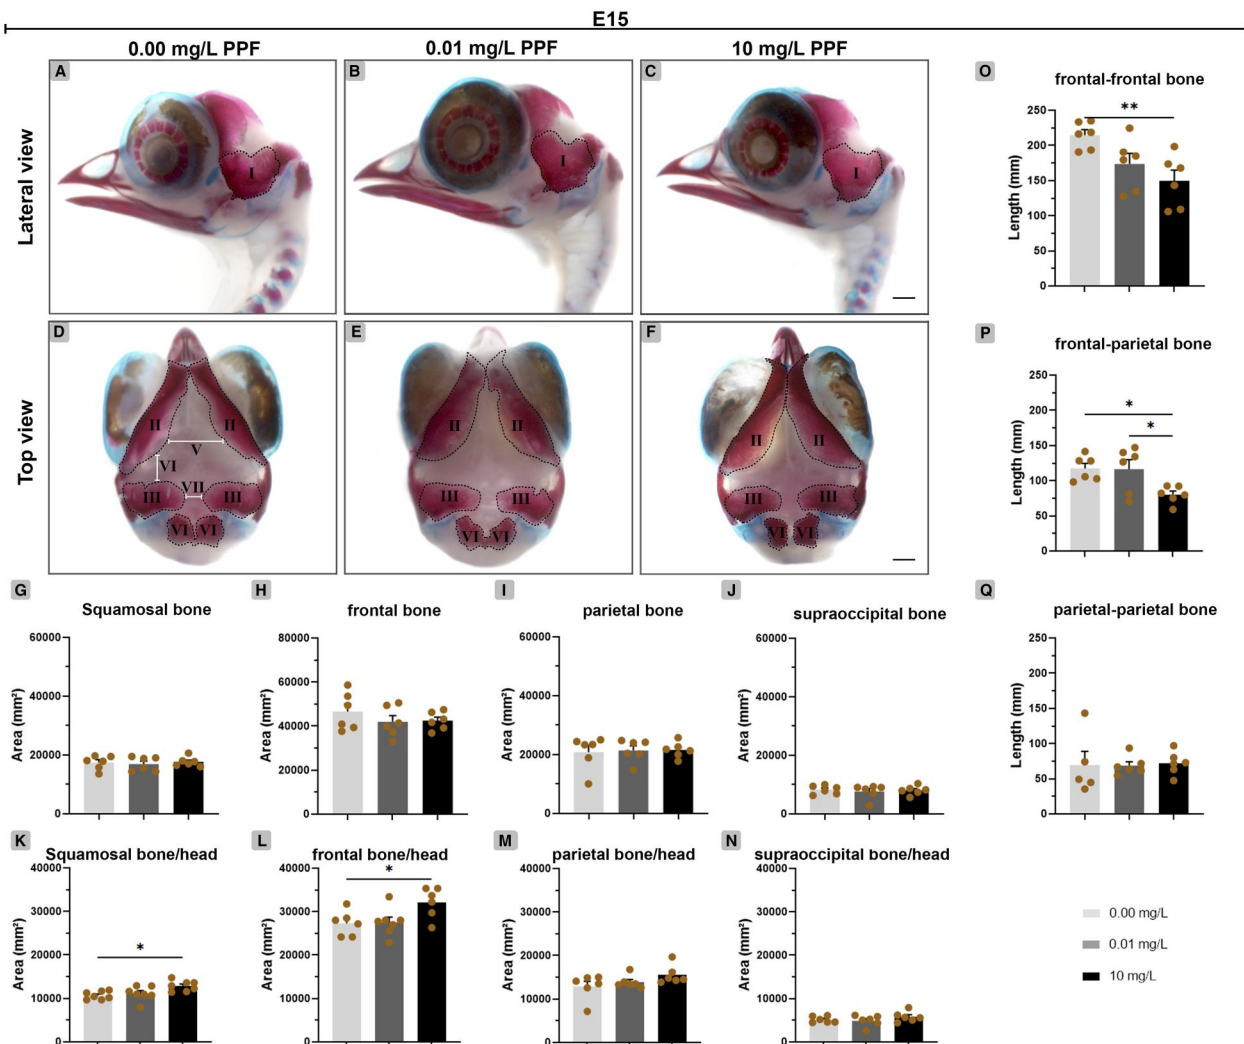 E15
0.00 mg/L PPF
0.01 mg/L PPF
10 mg/L PPF
Lateral view
A
I
B
I
C
I
Top view
D
II
II
V
VI
VII
III
III
VI
VI
E
II
II
III
III
VI
VI
F
II
II
III
III
VI
VI
G
Squamosal bone
Area (mm²)
60000
40000
20000
0
H
frontal bone
Area (mm²)
80000
60000
40000
20000
0
I
parietal bone
Area (mm²)
60000
40000
20000
0
J
supraoccipital bone
Area (mm²)
60000
40000
20000
0
K
Squamosal bone/head
Area (mm²)
40000
30000
20000
10000
0
*
L
frontal bone/head
Area (mm²)
40000
30000
20000
10000
0
*
M
parietal bone/head
Area (mm²)
40000
30000
20000
10000
0
N
supraoccipital bone/head
Area (mm²)
40000
30000
20000
10000
0
O
frontal-frontal bone
Length (mm)
250
200
150
100
50
0
**
P
frontal-parietal bone
Length (mm)
250
200
150
100
50
0
*
*
Q
parietal-parietal bone
Length (mm)
250
200
150
100
50
0
0.00 mg/L
0.01 mg/L
10 mg/L